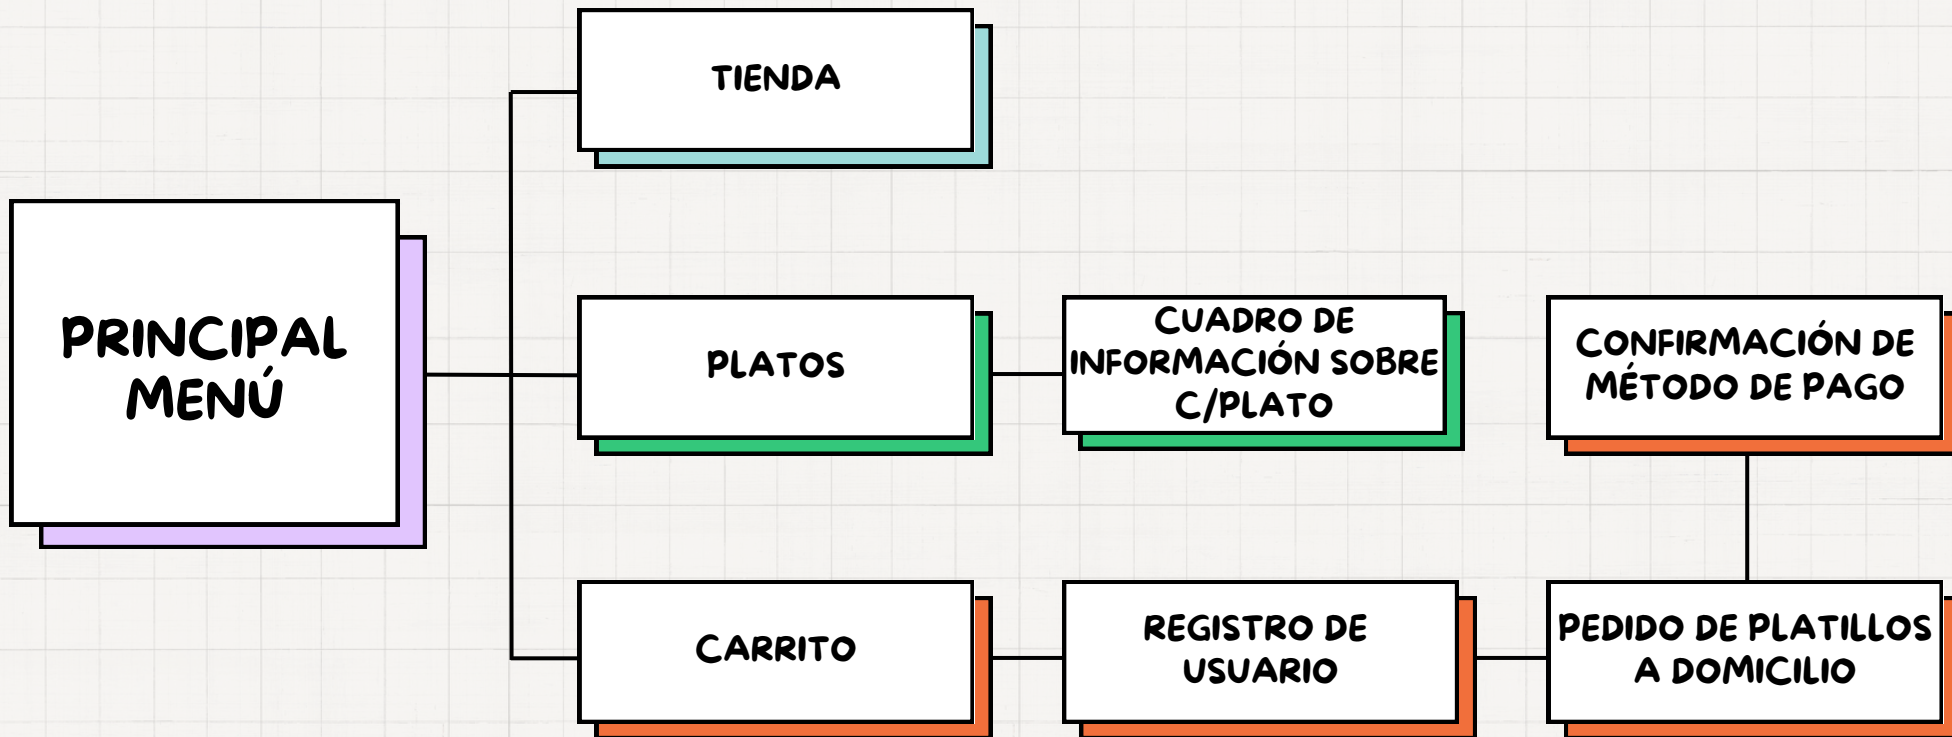 TIENDA
PRINCIPAL
MENÚ
PLATOS
CUADRO DE
INFORMACIÓN SOBRE
C/PLATO
CONFIRMACIÓN DE
MÉTODO DE PAGO
CARRITO
REGISTRO DE
USUARIO
PEDIDO DE PLATILLOS
A DOMICILIO